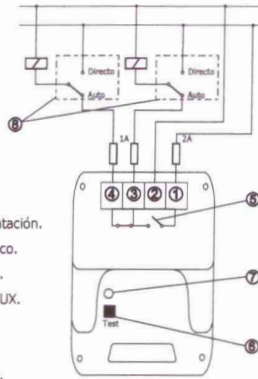 Directo
Directo
Auto
Auto
⑧
1A
2A
④ ③ ② ①
⑤
ntación.
co.
.
UX.
⑦
Test
⑥
.